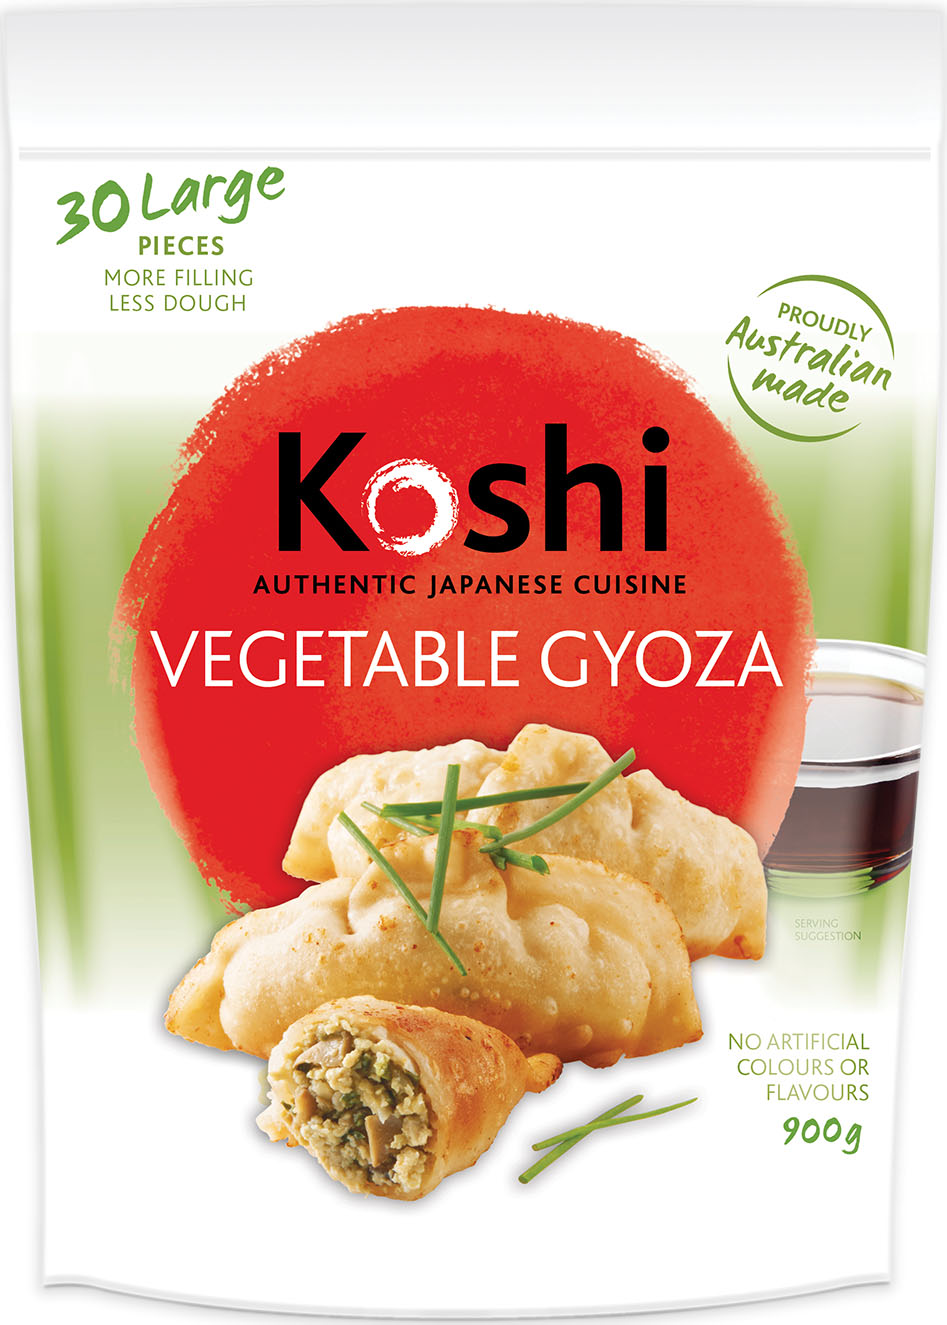 30 Large
PIECES
MORE FILLING
LESS DOUGH
PROUDLY
Australian
made
Koshi
AUTHENTIC JAPANESE CUISINE
VEGETABLE GYOZA
SERVING
SUGGESTION
NO ARTIFICIAL
COLOURS OR
FLAVOURS
900g